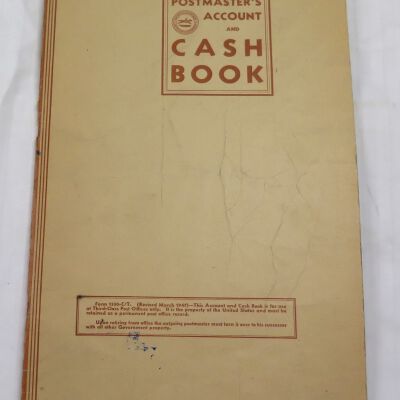 POSTMASTER'S
ACCOUNT
AND
CASH
BOOK
Form 1550-C/T. (Revised March 1947)—This Account and Cash Book is for use
at Third-Class Post Offices only. It is the property of the United States and must be
retained as a permanent post office record.
Upon retiring from office the outgoing postmaster must turn it over to his successor
with all other Government property.